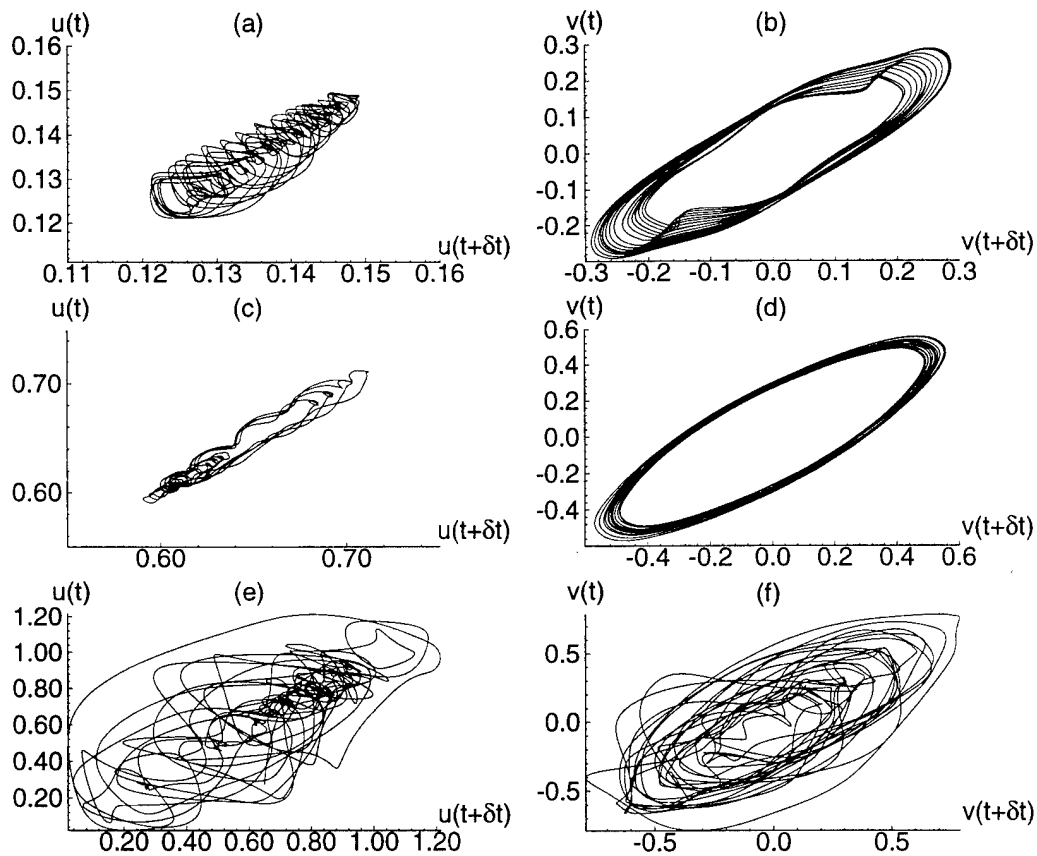 u(t) (a)
0.16
0.15
0.14
0.13
0.12
u(t+δt)
0.11 0.12 0.13 0.14 0.15 0.16
v(t) (b)
0.3
0.2
0.1
0.0
-0.1
-0.2
v(t+δt)
-0.3 -0.2 -0.1 0.0 0.1 0.2 0.3
u(t) (c)
0.70
0.60
u(t+δt)
0.60 0.70
v(t) (d)
0.6
0.4
0.2
0.0
-0.2
-0.4
v(t+δt)
-0.4 -0.2 0.0 0.2 0.4 0.6
u(t) (e)
1.20
1.00
0.80
0.60
0.40
0.20
u(t+δt)
0.20 0.40 0.60 0.80 1.00 1.20
v(t) (f)
0.5
0.0
-0.5
v(t+δt)
-0.5 0.0 0.5